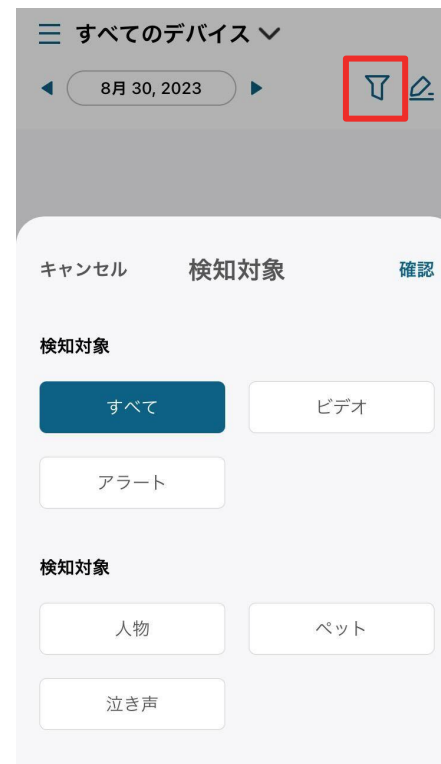 すべてのデバイス
8月 30, 2023
キャンセル 検知対象 確認
検知対象
すべて ビデオ
アラート
検知対象
人物 ペット
泣き声